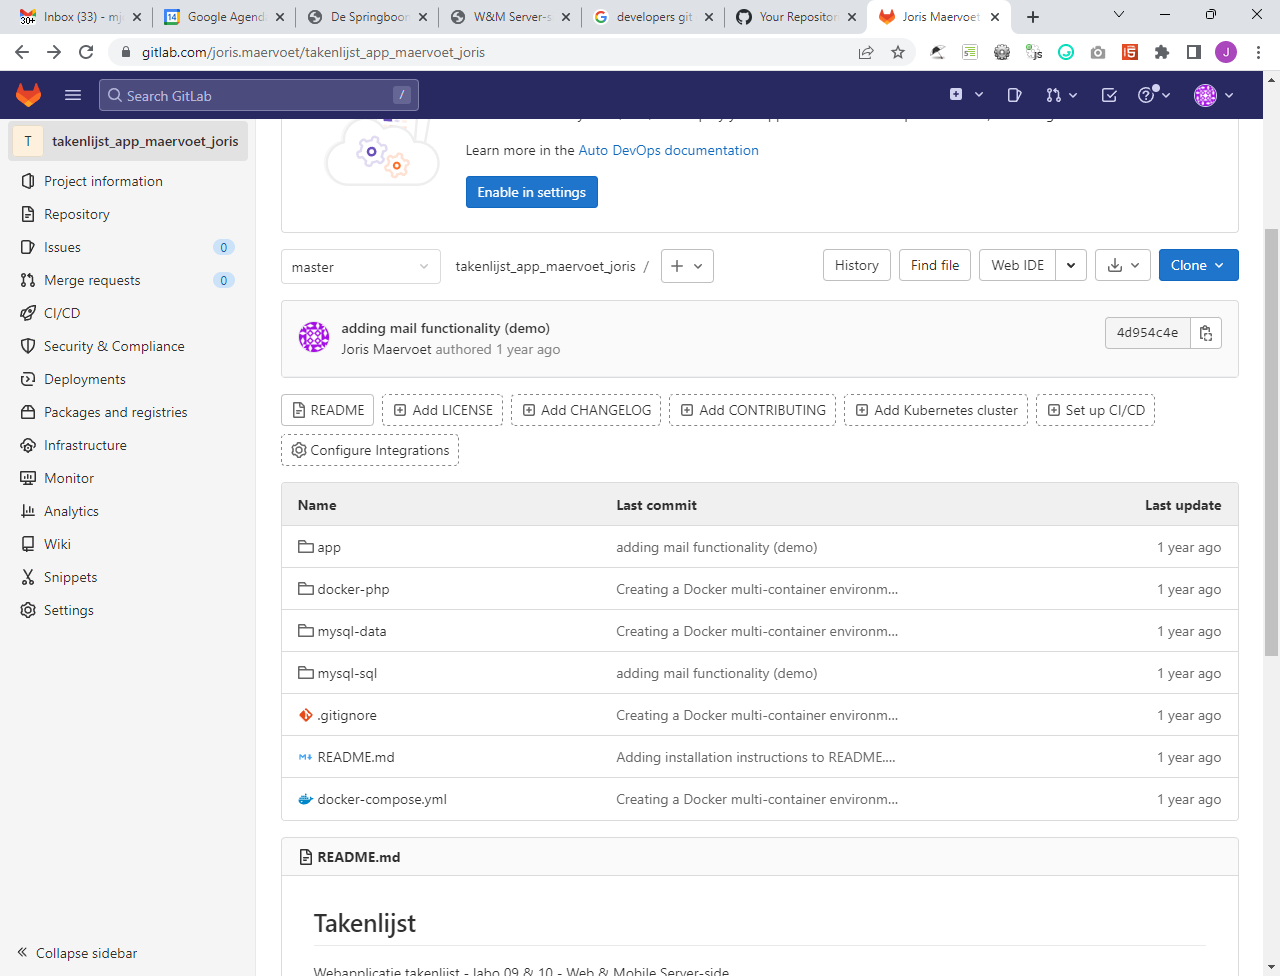 Inbox (33) - mj
Google Agenda
De Springboon
W&M Server-s
developers git
Your Repositor
Joris Maervoet
gitlab.com/joris.maervoet/takenlijst_app_maervoet_joris
J
Search GitLab
/
T
takenlijst_app_maervoet_joris
Project information
Repository
Issues
0
Merge requests
0
CI/CD
Security & Compliance
Deployments
Packages and registries
Infrastructure
Monitor
Analytics
Wiki
Snippets
Settings
Collapse sidebar
Learn more in the Auto DevOps documentation
Enable in settings
master
takenlijst_app_maervoet_joris /
History
Find file
Web IDE
Clone
adding mail functionality (demo)
Joris Maervoet authored 1 year ago
4d954c4e
README
Add LICENSE
Add CHANGELOG
Add CONTRIBUTING
Add Kubernetes cluster
Set up CI/CD
Configure Integrations
Name Last commit Last update
app adding mail functionality (demo) 1 year ago
docker-php Creating a Docker multi-container environm... 1 year ago
mysql-data Creating a Docker multi-container environm... 1 year ago
mysql-sql adding mail functionality (demo) 1 year ago
.gitignore Creating a Docker multi-container environm... 1 year ago
README.md Adding installation instructions to README.... 1 year ago
docker-compose.yml Creating a Docker multi-container environm... 1 year ago
README.md
Takenlijst
Webapplicatie takenlijst - labo 09 & 10 - Web & Mobile Server-side